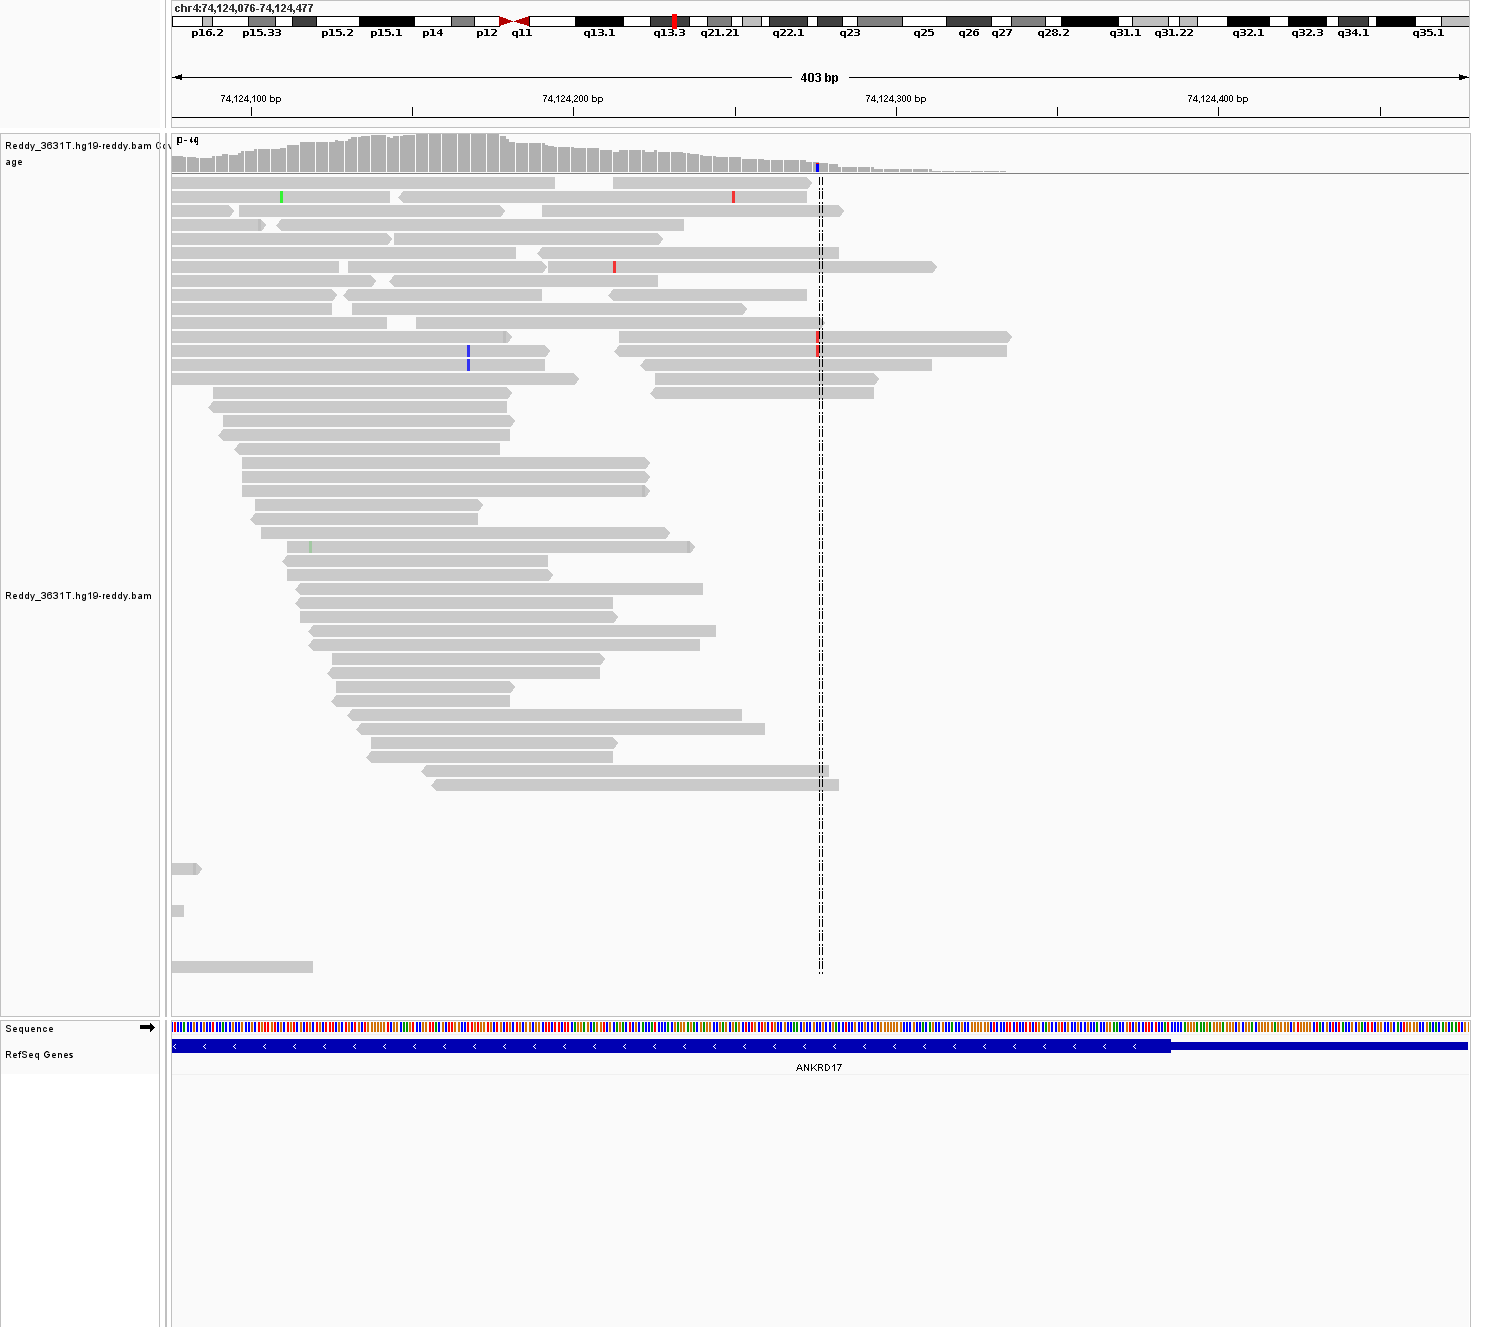 chr4:74,124,076-74,124,477
p16.2 p15.33 p15.2 p15.1 p14 p12 q11 q13.1 q13.3 q21.21 q22.1 q23 q25 q26 q27 q28.2 q31.1 q31.22 q32.1 q32.3 q34.1 q35.1
403 bp
74,124,100 bp 74,124,200 bp 74,124,300 bp 74,124,400 bp
[0 - 44]
Reddy_3631T.hg19-reddy.bam Cov
age
Reddy_3631T.hg19-reddy.bam
Sequence
RefSeq Genes
ANKRD17